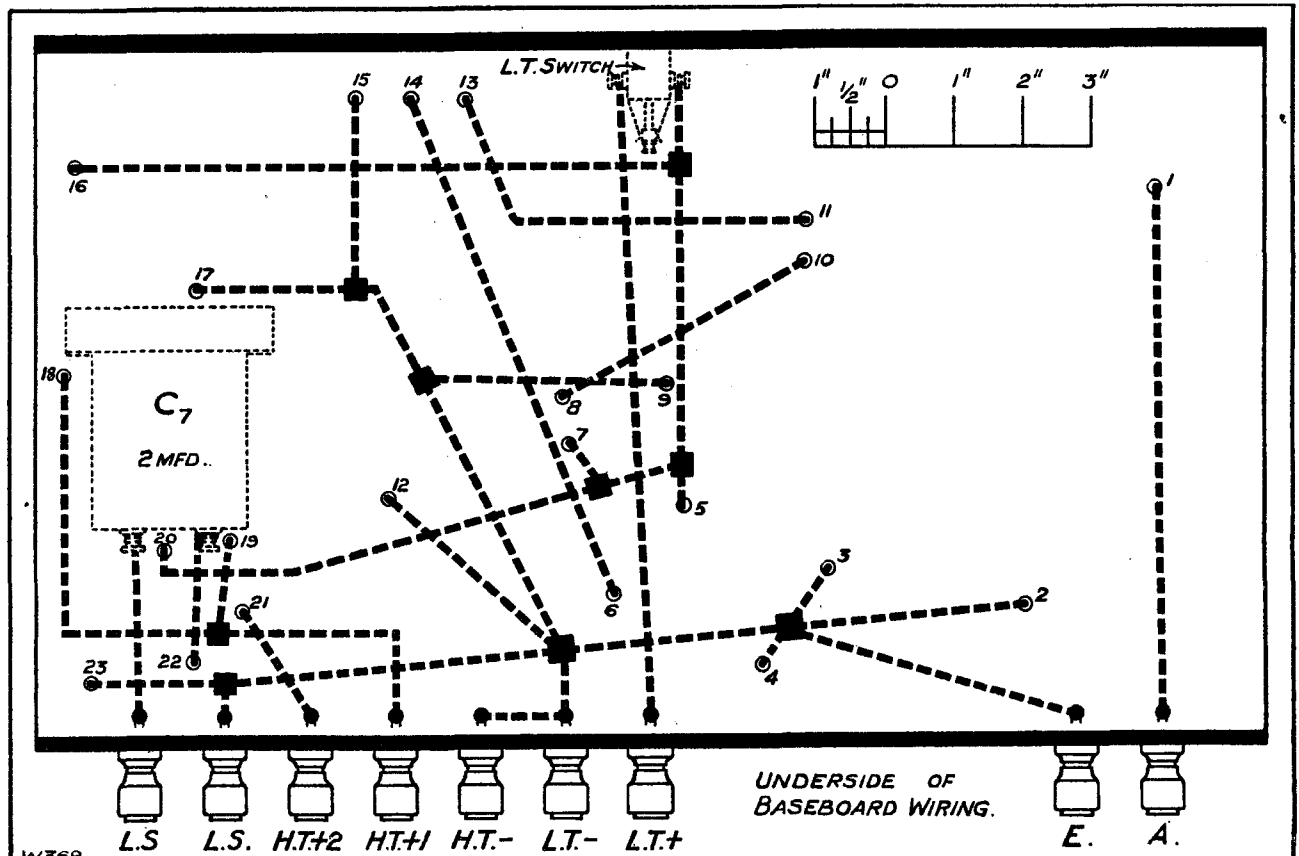 L.T. SWITCH
1" ½" 0 1" 2" 3"
15 14 13
16
1
11
10
17
18
C7
2 MFD..
8 9
7
12
5
20 19
3
6
2
21
22
4
23
UNDERSIDE OF
BASEBOARD WIRING.
L.S L.S. H.T.+2 H.T.+1 H.T.- L.T.- L.T.+ E. A.
W369